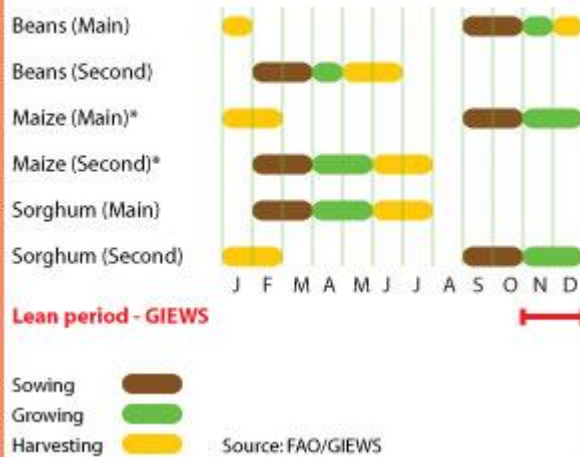 Beans (Main)
Beans (Second)
Maize (Main)*
Maize (Second)*
Sorghum (Main)
Sorghum (Second)
J F M A M J J A S O N D
Lean period - GIEWS
Sowing
Growing
Harvesting Source: FAO/GIEWS